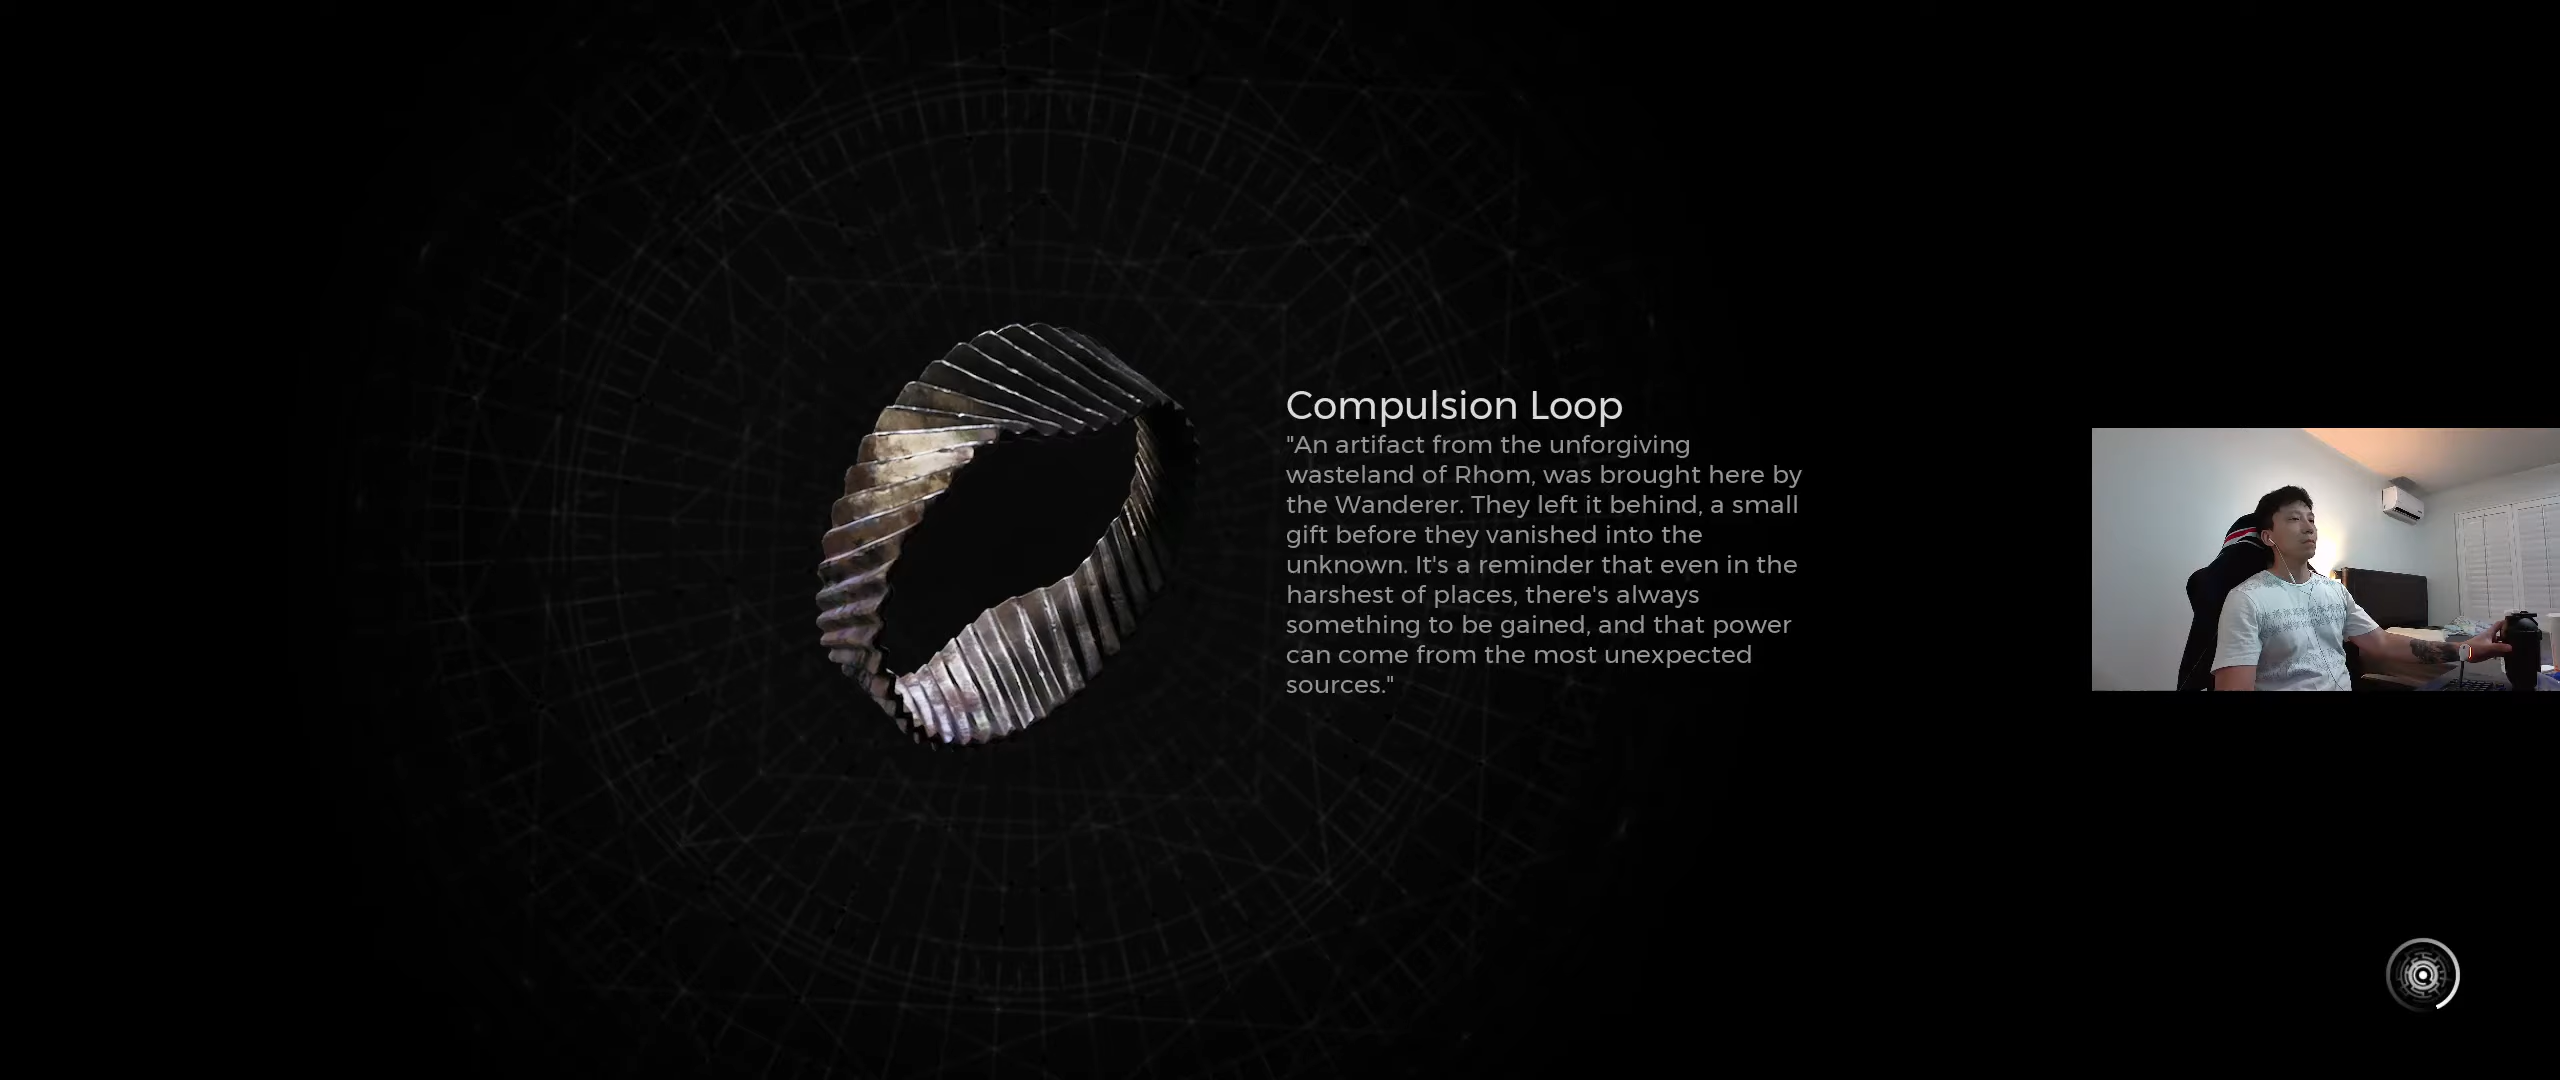 Compulsion Loop
"An artifact from the unforgiving
wasteland of Rhom, was brought here by
the Wanderer. They left it behind, a small
gift before they vanished into the
unknown. It's a reminder that even in the
harshest of places, there's always
something to be gained, and that power
can come from the most unexpected
sources."